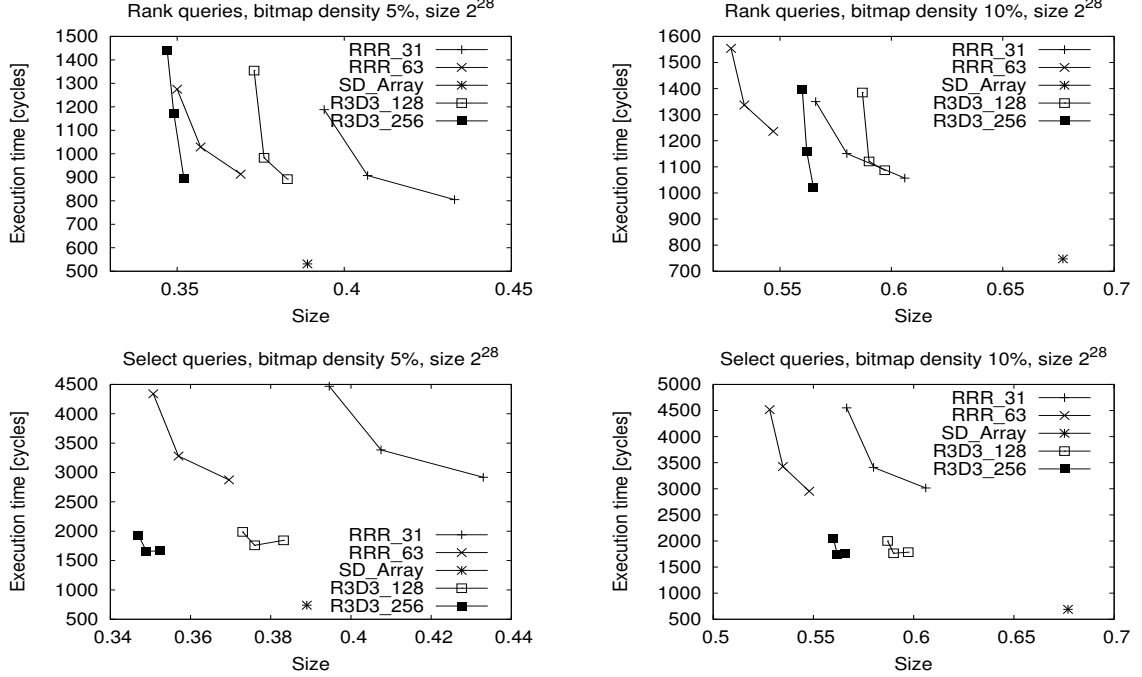 Rank queries, bitmap density 5%, size 2^28
1500
1400
1300
1200
1100
1000
900
800
700
600
500
Execution time [cycles]
0.35
0.4
0.45
Size
RRR_31
RRR_63
SD_Array
R3D3_128
R3D3_256
Rank queries, bitmap density 10%, size 2^28
1600
1500
1400
1300
1200
1100
1000
900
800
700
Execution time [cycles]
0.55
0.6
0.65
0.7
Size
RRR_31
RRR_63
SD_Array
R3D3_128
R3D3_256
Select queries, bitmap density 5%, size 2^28
4500
4000
3500
3000
2500
2000
1500
1000
500
Execution time [cycles]
0.34
0.36
0.38
0.4
0.42
0.44
Size
RRR_31
RRR_63
SD_Array
R3D3_128
R3D3_256
Select queries, bitmap density 10%, size 2^28
5000
4500
4000
3500
3000
2500
2000
1500
1000
500
Execution time [cycles]
0.5
0.55
0.6
0.65
0.7
Size
RRR_31
RRR_63
SD_Array
R3D3_128
R3D3_256